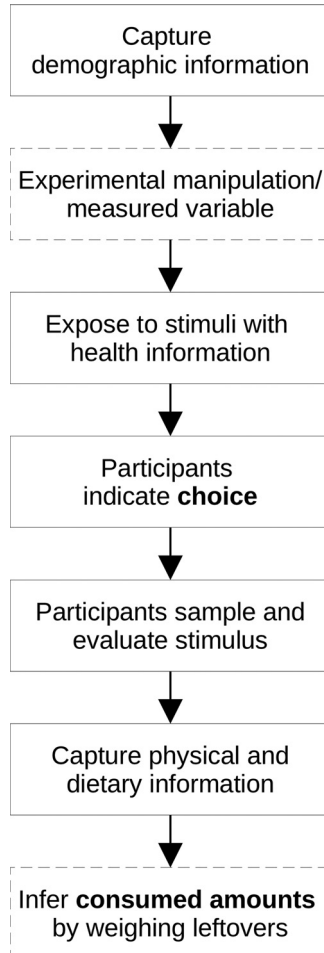 Capture
demographic information
Experimental manipulation/
measured variable
Expose to stimuli with
health information
Participants
indicate choice
Participants sample and
evaluate stimulus
Capture physical and
dietary information
Infer consumed amounts
by weighing leftovers